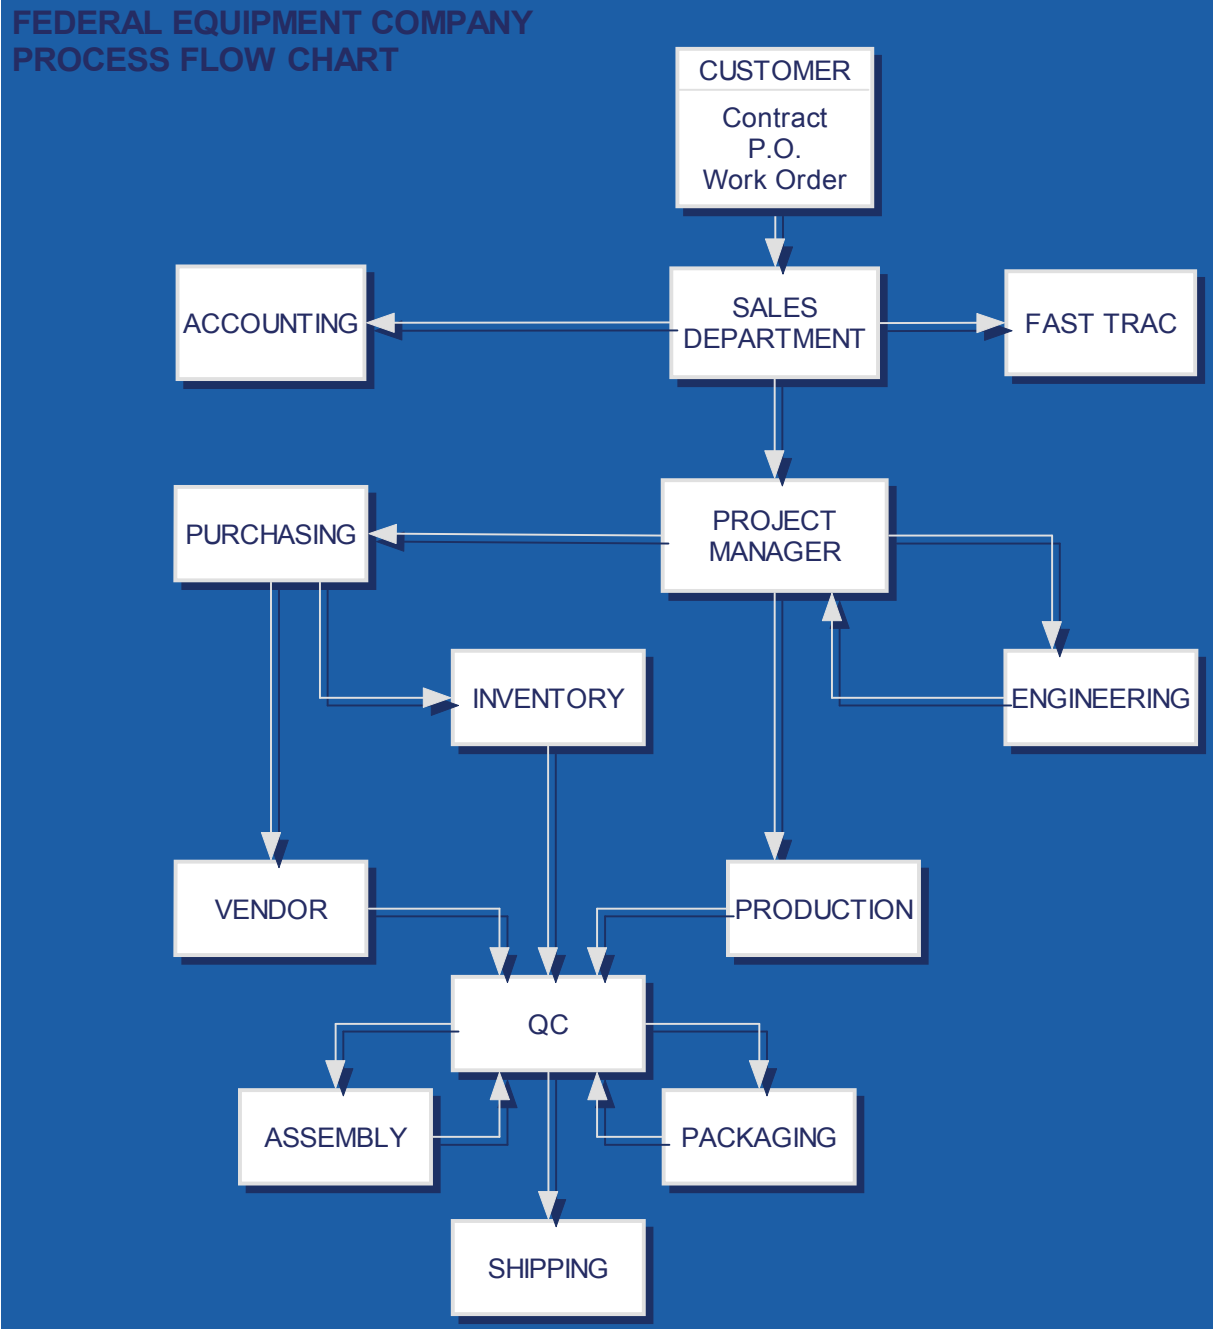 FEDERAL EQUIPMENT COMPANY
PROCESS FLOW CHART
CUSTOMER
Contract
P.O.
Work Order
ACCOUNTING
SALES
DEPARTMENT
FAST TRAC
PURCHASING
PROJECT
MANAGER
INVENTORY
ENGINEERING
VENDOR
PRODUCTION
QC
ASSEMBLY
PACKAGING
SHIPPING